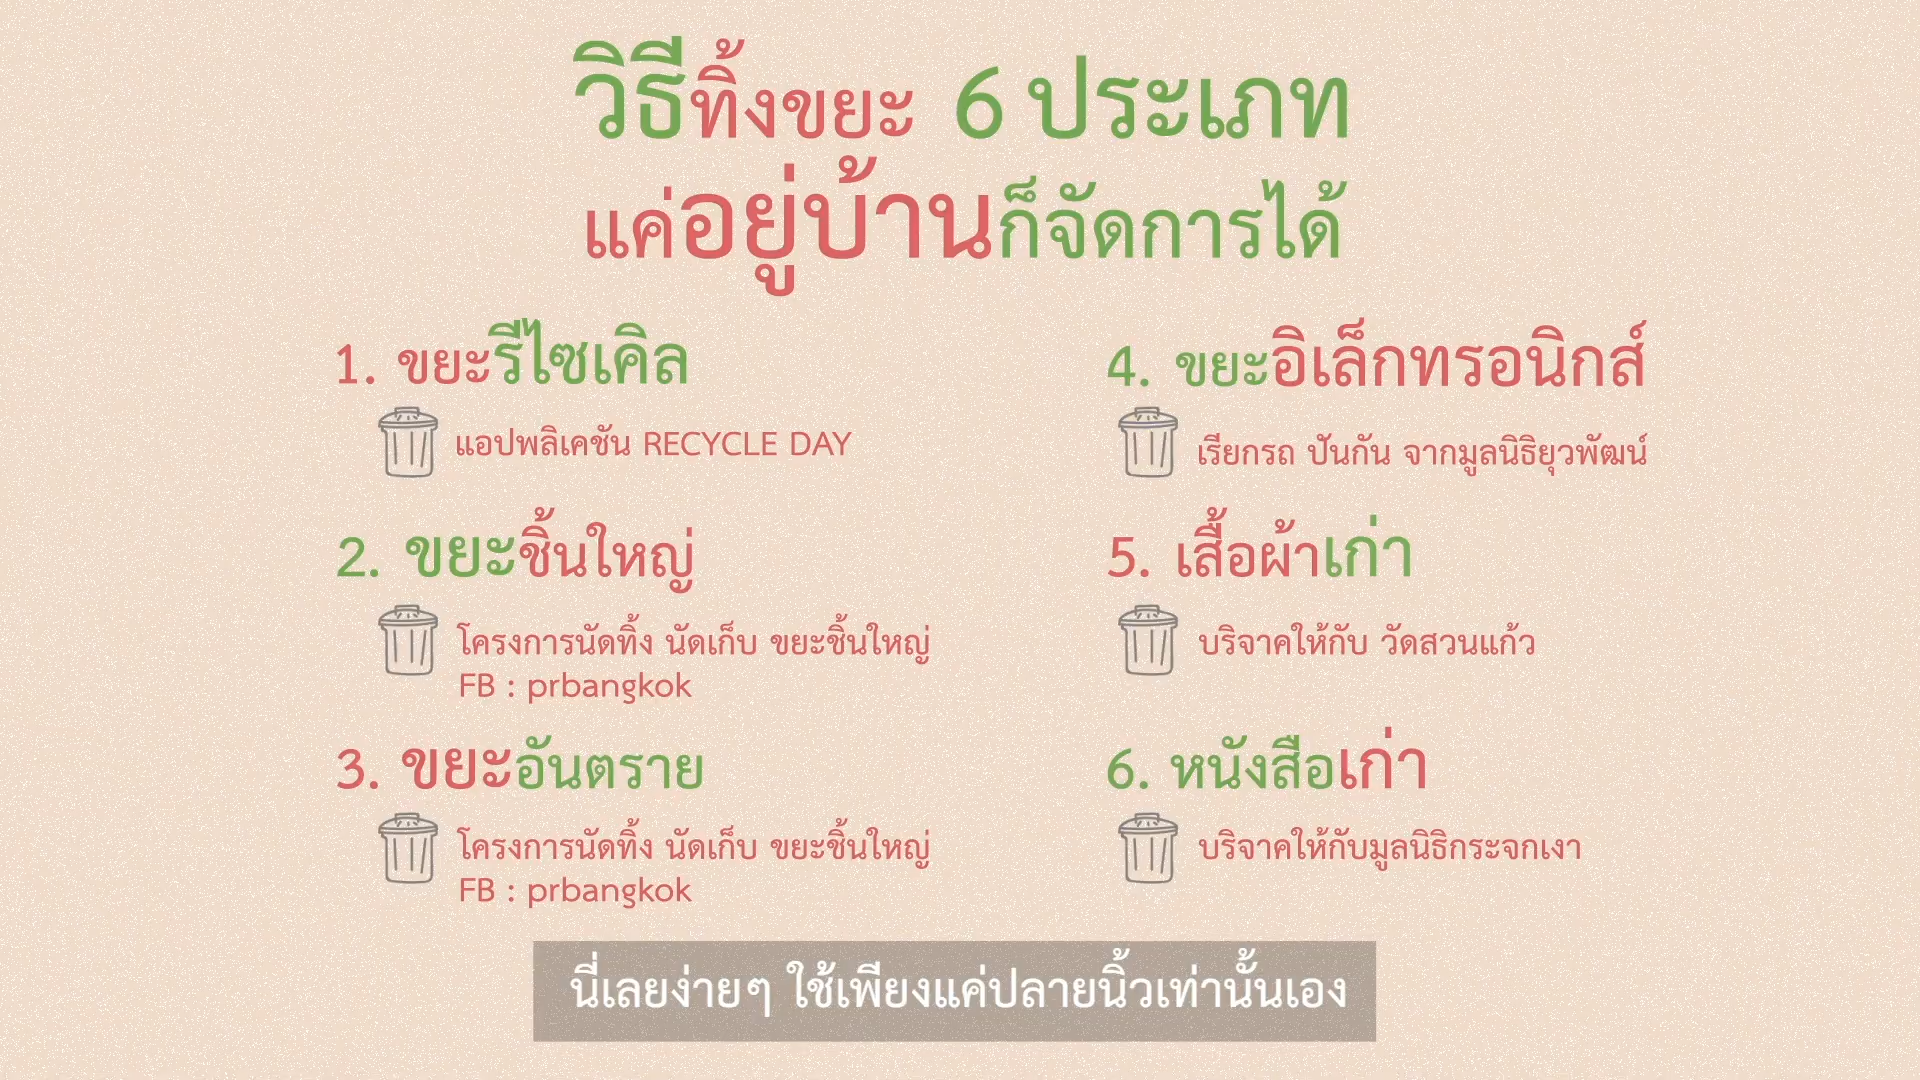 วิธีทิ้งขยะ 6 ประเภท
แค่อยู่บ้านก็จัดการได้
1. ขยะรีไซเคิล
แอปพลิเคชัน RECYCLE DAY
2. ขยะชิ้นใหญ่
โครงการนัดทิ้ง นัดเก็บ ขยะชิ้นใหญ่
FB : prbangkok
3. ขยะอันตราย
โครงการนัดทิ้ง นัดเก็บ ขยะชิ้นใหญ่
FB : prbangkok
4. ขยะอิเล็กทรอนิกส์
เรียกรถ ปันกัน จากมูลนิธิยุวพัฒน์
5. เสื้อผ้าเก่า
บริจาคให้กับ วัดสวนแก้ว
6. หนังสือเก่า
บริจาคให้กับมูลนิธิกระจกเงา
นี่เลยง่ายๆ ใช้เพียงแค่ปลายนิ้วเท่านั้นเอง